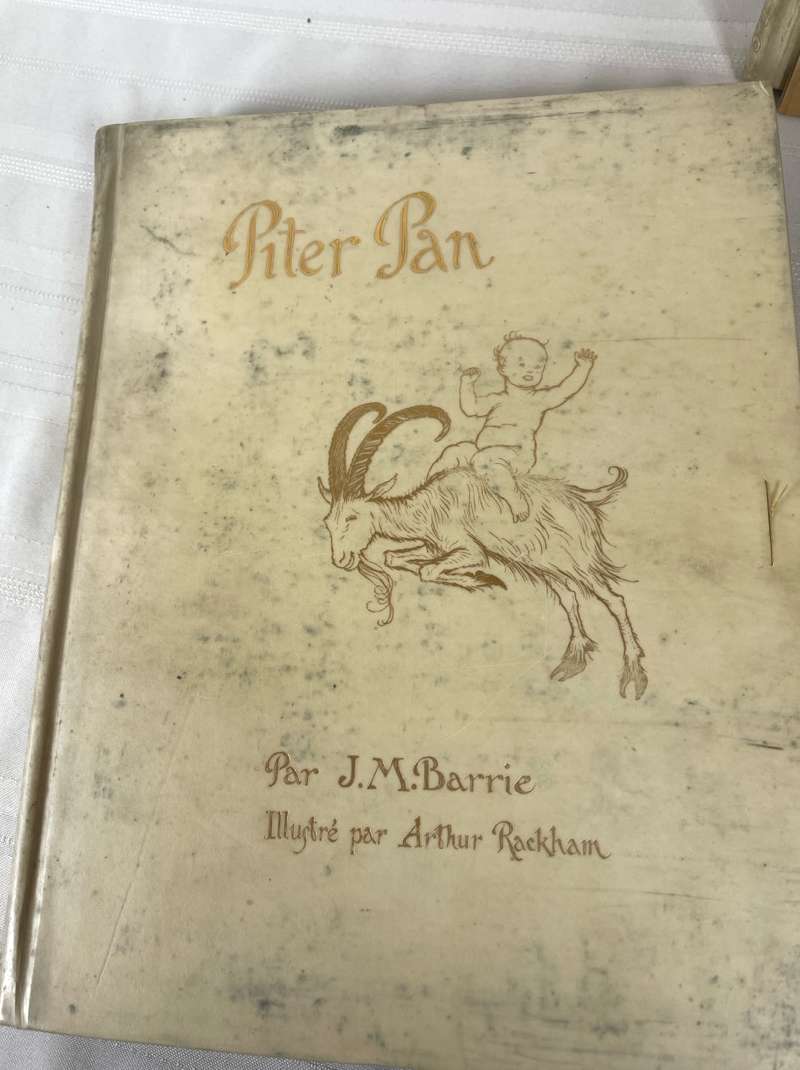 Piter Pan
Par J.M.Barrie
Illustré par Arthur Rackham